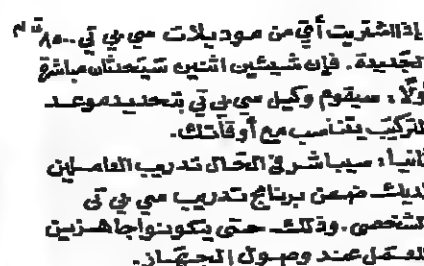 إذا اشتريت أي من موديلات سي بي تي ٨٥٠٠
الجديدة. فإن شيئين اثنين سيحدثان مباشرة
أولًا: سيقوم وكيل سي بي تي بتحديد موعد
للتركيب يتناسب مع أوقاتك.
ثانيا: سيباشر في الحال تدريب العاملين
لديك ضمن برنامج تدريب سي بي تي
الشخصي. وذلك حتى يكونوا جاهزين
للعمل عند وصول الجهاز.